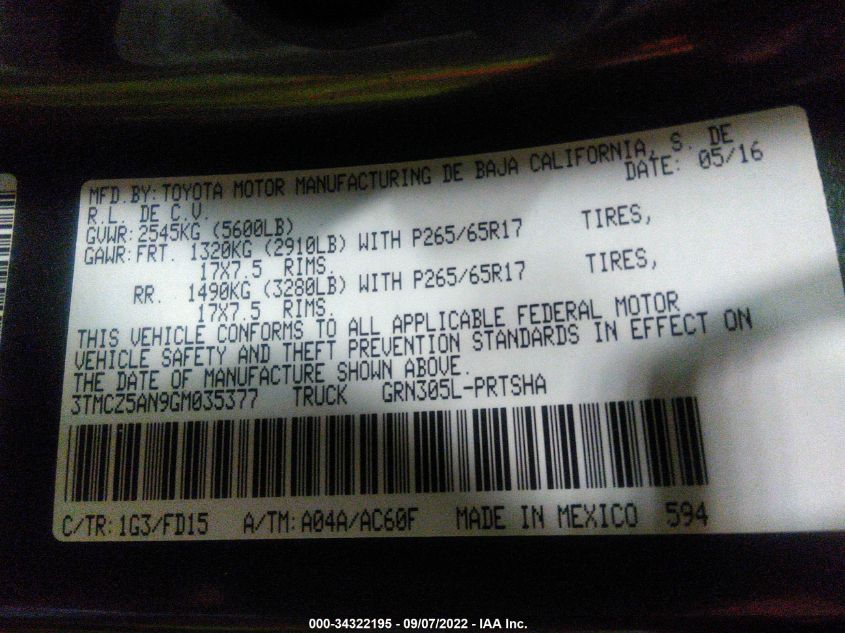 MFD.BY: TOYOTA MOTOR MANUFACTURING DE BAJA CALIFORNIA, S. DE
R.L. DE C.V. DATE: 05/16
GVWR: 2545KG (5600LB)
GAWR: FRT. 1320KG (2910LB) WITH P265/65R17 TIRES,
17X7.5 RIMS.
RR. 1490KG (3280LB) WITH P265/65R17 TIRES,
17X7.5 RIMS.
THIS VEHICLE CONFORMS TO ALL APPLICABLE FEDERAL MOTOR
VEHICLE SAFETY AND THEFT PREVENTION STANDARDS IN EFFECT ON
THE DATE OF MANUFACTURE SHOWN ABOVE.
3TMCZ5AN9GM035377 TRUCK GRN305L-PRTSHA
C/TR: 1G3/FD15 A/TM: A04A/AC60F MADE IN MEXICO 594
000-34322195 - 09/07/2022 - IAA Inc.